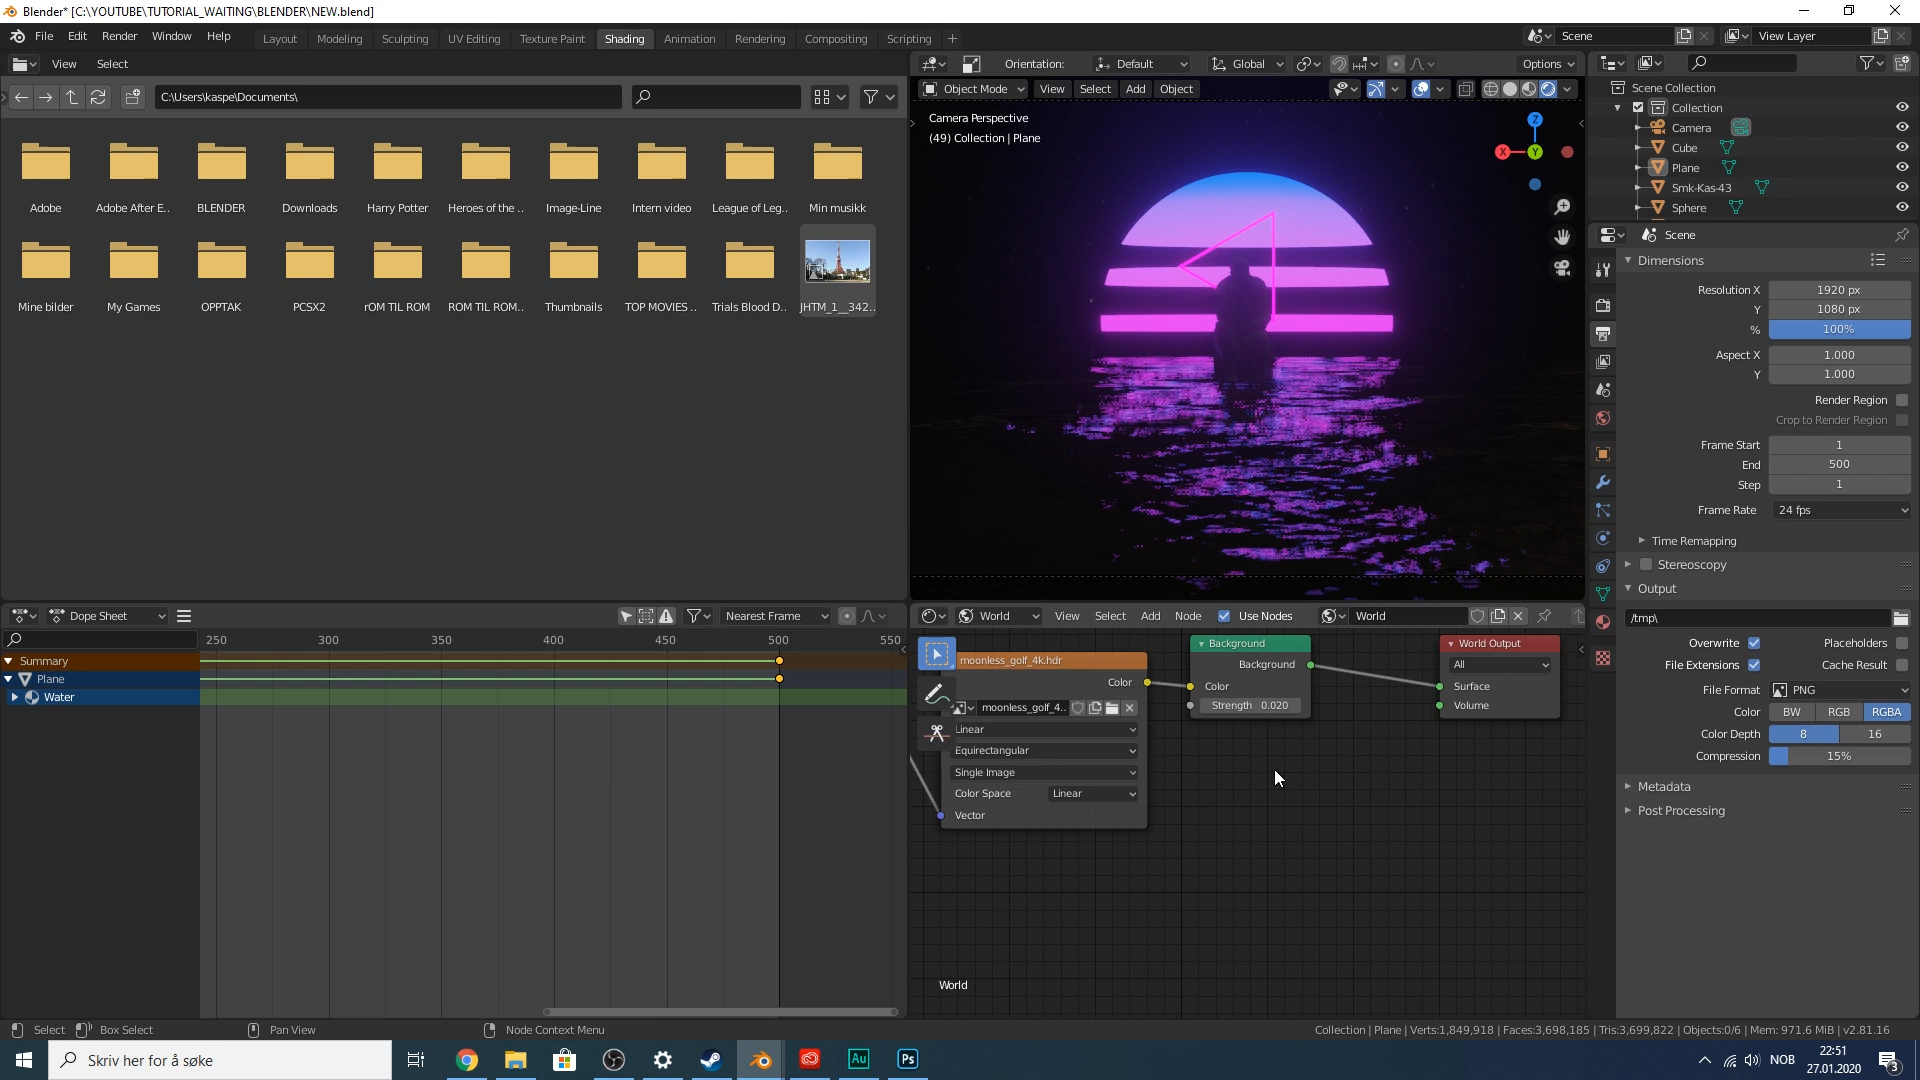 Blender* [C:\YOUTUBE\TUTORIAL_WAITING\BLENDER\NEW.blend]
File Edit Render Window Help Layout Modeling Sculpting UV Editing Texture Paint Shading Animation Rendering Compositing Scripting Scene View Layer
View Select
C:\Users\kaspe\Documents\
Adobe Adobe After E.. BLENDER Downloads Harry Potter Heroes of the .. Image-Line Intern video League of Leg.. Min musikk
Mine bilder My Games OPPTAK PCSX2 rOM TIL ROM ROM TIL ROM.. Thumbnails TOP MOVIES .. Trials Blood D.. JHTM_1__342..
Orientation: Default Global Options
Object Mode View Select Add Object
Camera Perspective
(49) Collection | Plane
Z
X
Y
Scene Collection
Collection
Camera
Cube
Plane
Smk-Kas-43
Sphere
Scene
Dimensions
Resolution X 1920 px
Y 1080 px
% 100%
Aspect X 1.000
Y 1.000
Render Region
Crop to Render Region
Frame Start 1
End 500
Step 1
Frame Rate 24 fps
Time Remapping
Stereoscopy
Output
/tmp\
Overwrite Placeholders
File Extensions Cache Result
File Format PNG
Color BW RGB RGBA
Color Depth 8 16
Compression 15%
Metadata
Post Processing
Dope Sheet Nearest Frame
250 300 350 400 450 500 550
Summary
Plane
Water
World View Select Add Node Use Nodes World
moonless_golf_4k.hdr
Color
moonless_golf_4..
Linear
Equirectangular
Single Image
Color Space Linear
Vector
Background
Background
Color
Strength 0.020
World Output
All
Surface
Volume
World
Select Box Select Pan View Node Context Menu Collection | Plane | Verts:1,849,918 | Faces:3,698,185 | Tris:3,699,822 | Objects:0/6 | Mem: 971.6 MiB | v2.81.16
Skriv her for å søke Au Ps NOB 22:51
27.01.2020 3